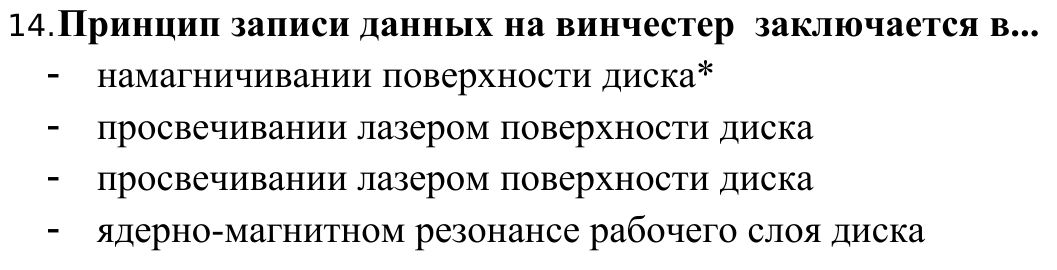 14.Принцип записи данных на винчестер заключается в...
- намагничивании поверхности диска*
- просвечивании лазером поверхности диска
- просвечивании лазером поверхности диска
- ядерно-магнитном резонансе рабочего слоя диска